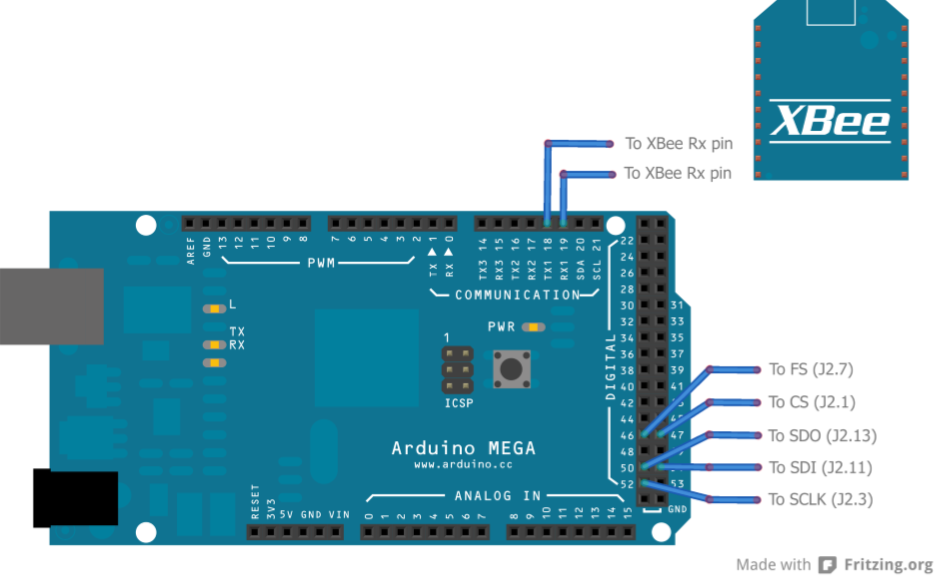 XBee
To XBee Rx pin
To XBee Rx pin
AREF
GND
13
12
11
10
9
8
7
6
5
4
3
2
1
0
PWM
TX
RX
TX3 14
RX3 15
TX2 16
RX2 17
TX1 18
RX1 19
SDA 20
SCL 21
COMMUNICATION
L
TX
RX
PWR
1
ICSP
DIGITAL
22
24
26
28
30 31
32 33
34 35
36 37
38 39
40 41
42
44
46 47
48
50
52 53
GND
To FS (J2.7)
To CS (J2.1)
To SDO (J2.13)
To SDI (J2.11)
To SCLK (J2.3)
Arduino MEGA
www.arduino.cc
ANALOG IN
RESET
3V3
5V GND VIN
0
1
2
3
4
5
6
7
8
9
10
11
12
13
14
15
Made with Fritzing.org